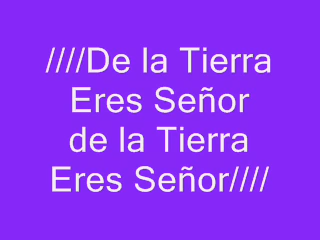 ////De la Tierra
Eres Señor
de la Tierra
Eres Señor////